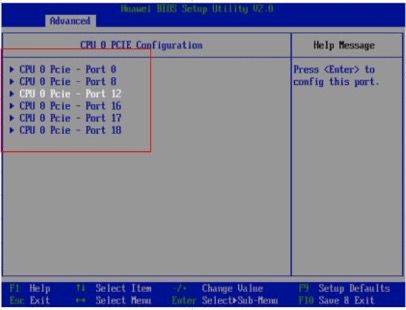 Huawei BIOS Setup Utility V2.0
Advanced
CPU 0 PCIE Configuration
Help Message
▶ CPU 0 Pcie - Port 0
▶ CPU 0 Pcie - Port 8
▶ CPU 0 Pcie - Port 12
▶ CPU 0 Pcie - Port 16
▶ CPU 0 Pcie - Port 17
▶ CPU 0 Pcie - Port 18
Press <Enter> to
config this port.
F1 Help ↑↓ Select Item -/+ Change Value F9 Setup Defaults
Esc Exit ↔ Select Menu Enter Select▶Sub-Menu F10 Save & Exit